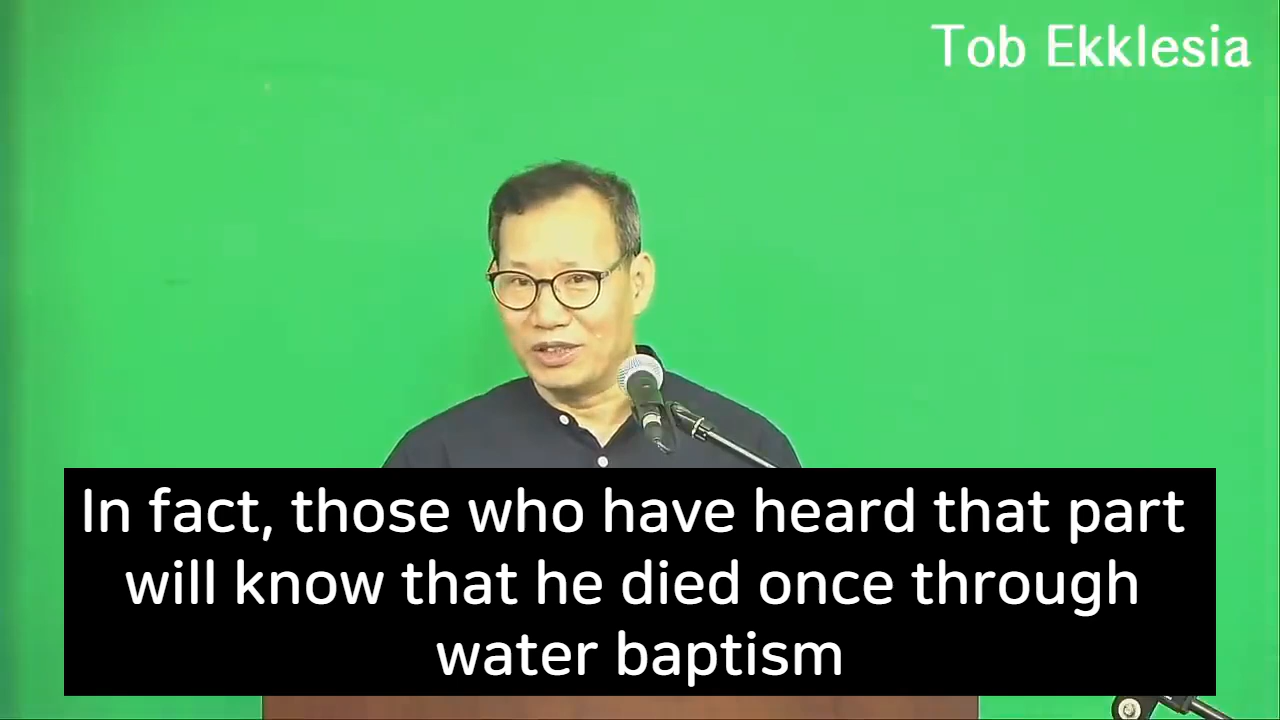 Tob Ekklesia
In fact, those who have heard that part
will know that he died once through
water baptism